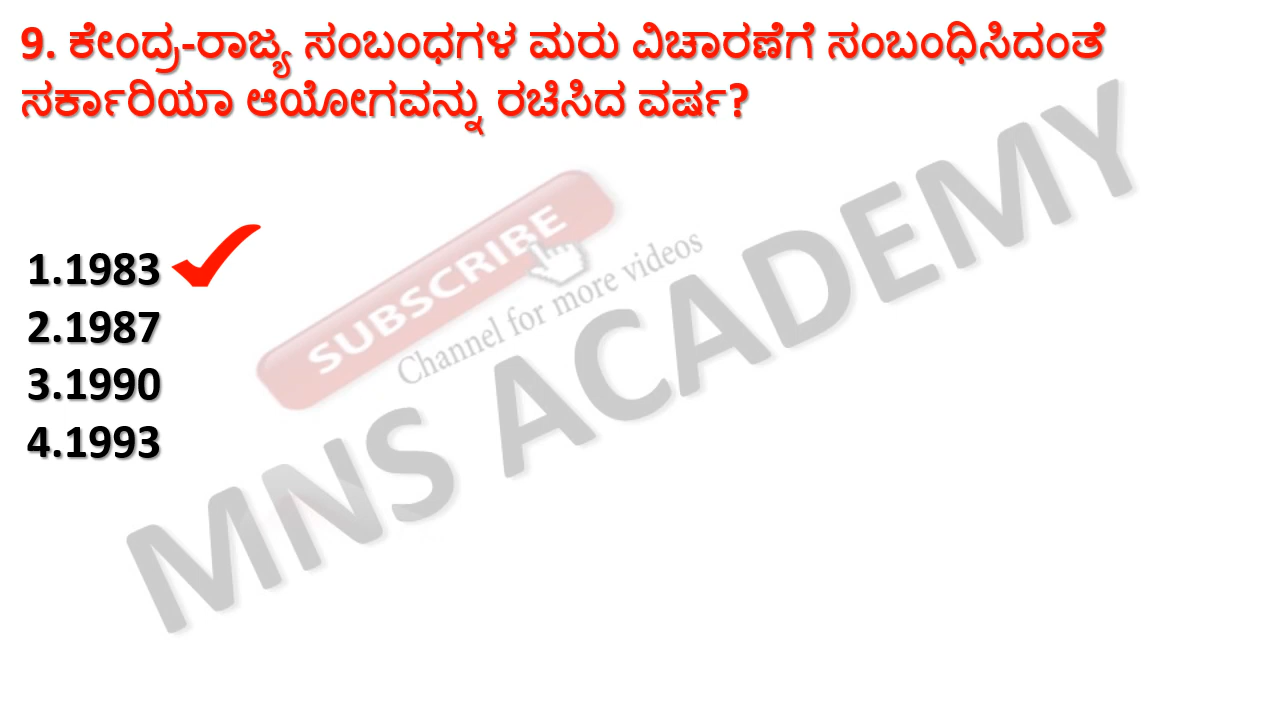 9. ಕೇಂದ್ರ-ರಾಜ್ಯ ಸಂಬಂಧಗಳ ಮರು ವಿಚಾರಣೆಗೆ ಸಂಬಂಧಿಸಿದಂತೆ
ಸರ್ಕಾರಿಯಾ ಆಯೋಗವನ್ನು ರಚಿಸಿದ ವರ್ಷ?
1.1983
2.1987
3.1990
4.1993
SUBSCRIBE
Channel for more videos
MNS ACADEMY